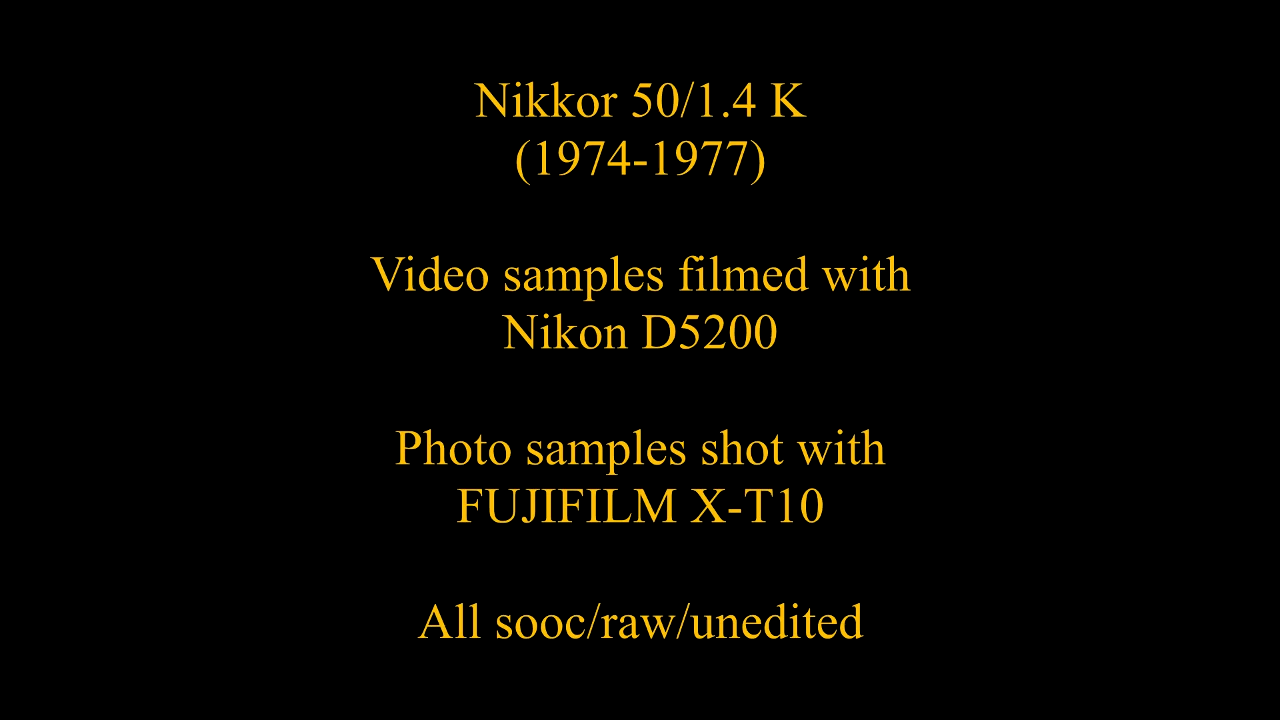 Nikkor 50/1.4 K
(1974-1977)
Video samples filmed with
Nikon D5200
Photo samples shot with
FUJIFILM X-T10
All sooc/raw/unedited